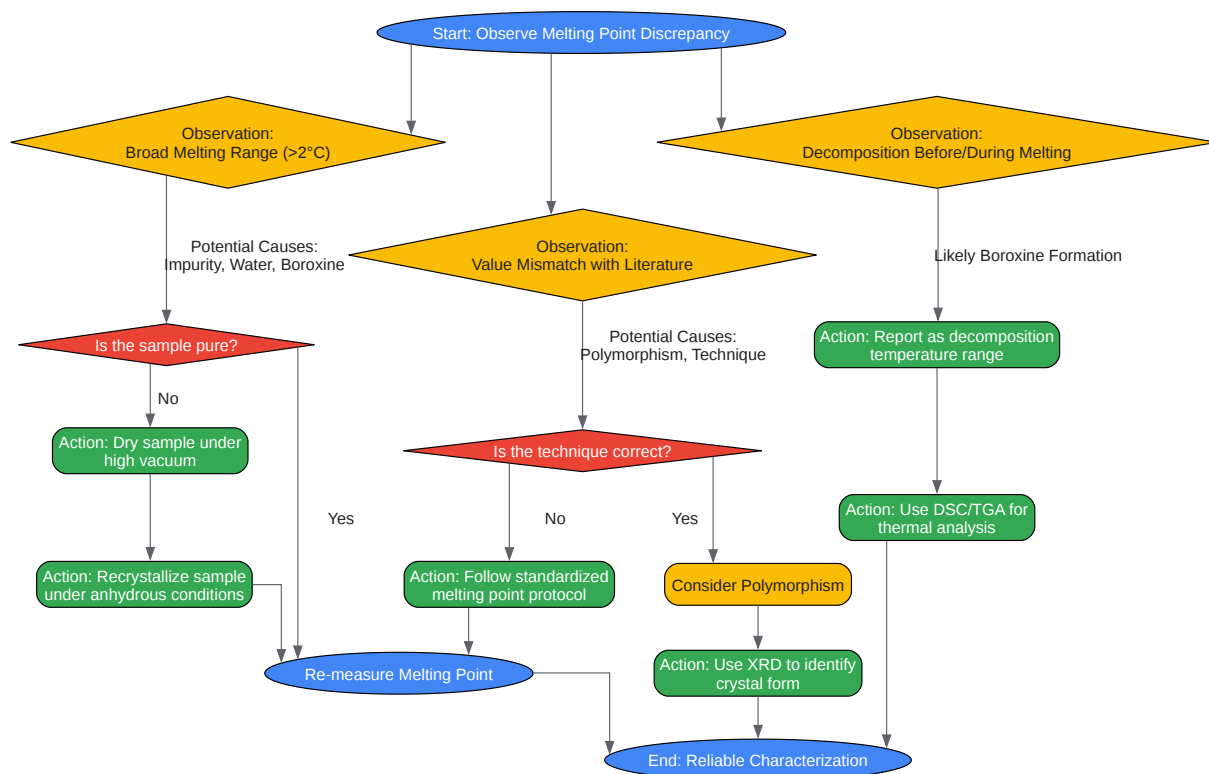 Start: Observe Melting Point Discrepancy
Observation:
Broad Melting Range (>2°C)
Observation:
Decomposition Before/During Melting
Observation:
Value Mismatch with Literature
Potential Causes:
Impurity, Water, Boroxine
Likely Boroxine Formation
Potential Causes:
Polymorphism, Technique
Is the sample pure?
Action: Report as decomposition
temperature range
No
Action: Dry sample under
high vacuum
Is the technique correct?
Yes
No
Yes
Action: Use DSC/TGA for
thermal analysis
Action: Recrystallize sample
under anhydrous conditions
Action: Follow standardized
melting point protocol
Consider Polymorphism
Re-measure Melting Point
Action: Use XRD to identify
crystal form
End: Reliable Characterization